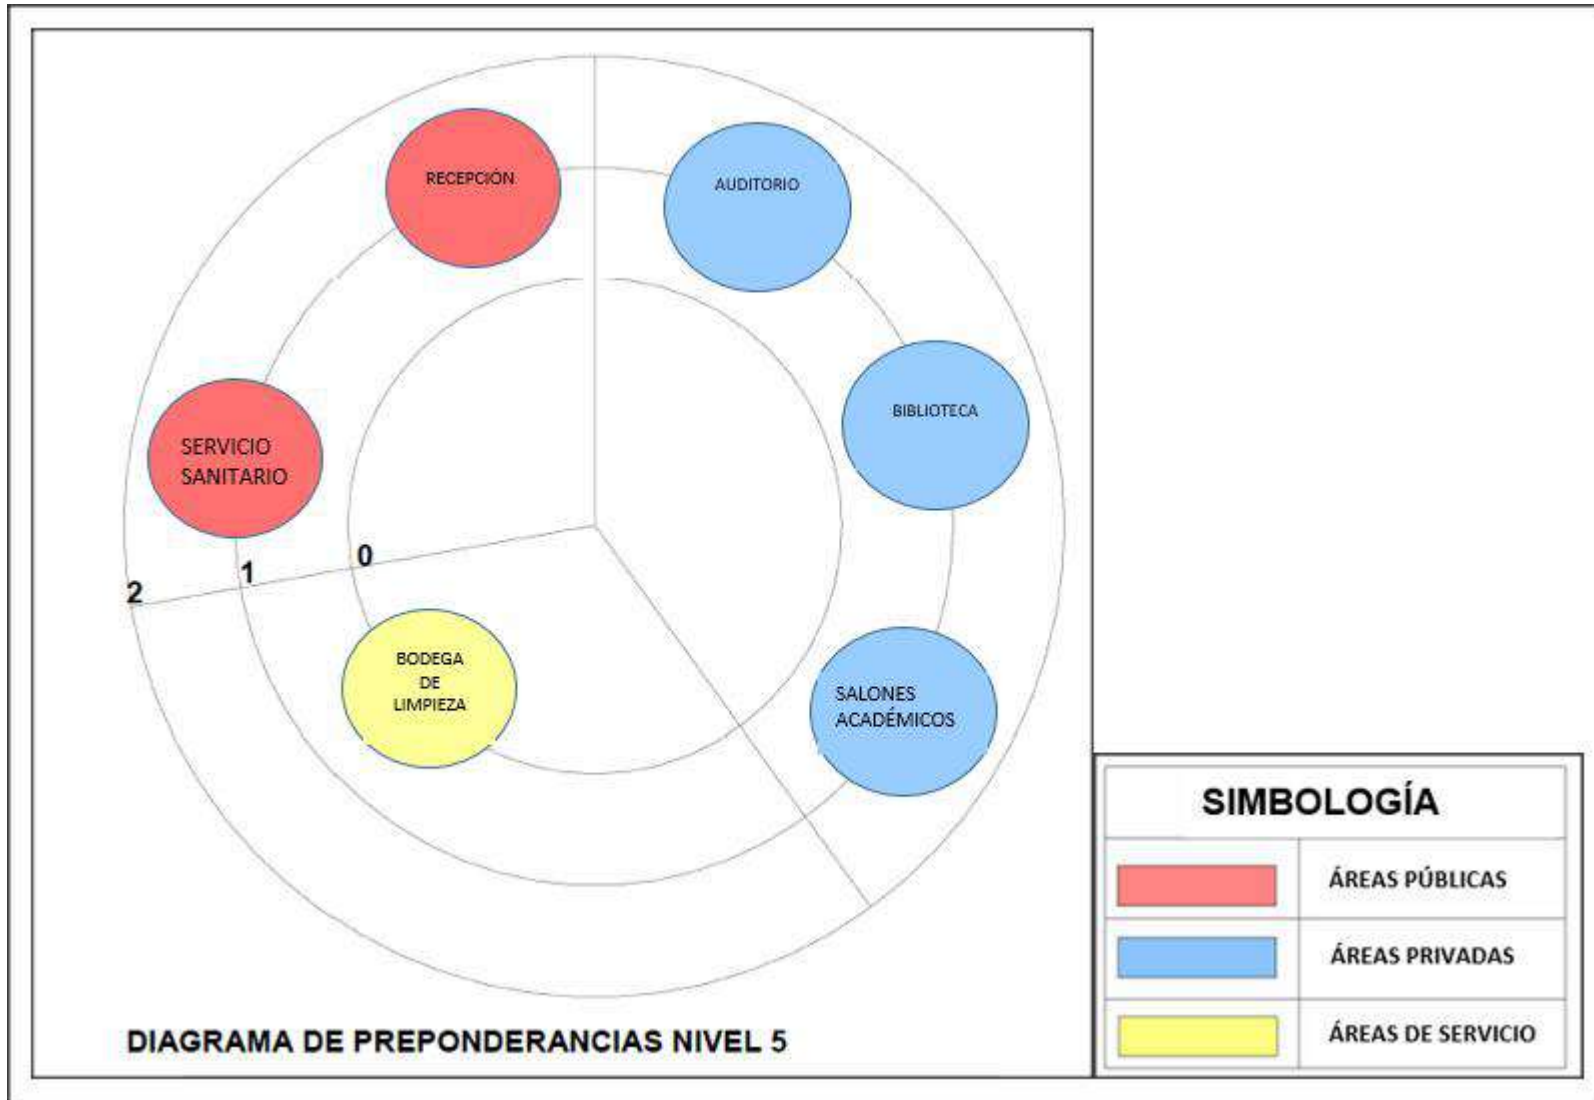 RECEPCIÓN
AUDITORIO
BIBLIOTECA
SERVICIO
SANITARIO
0
1
2
BODEGA
DE
LIMPIEZA
SALONES
ACADÉMICOS
DIAGRAMA DE PREPONDERANCIAS NIVEL 5
SIMBOLOGÍA
ÁREAS PÚBLICAS
ÁREAS PRIVADAS
ÁREAS DE SERVICIO